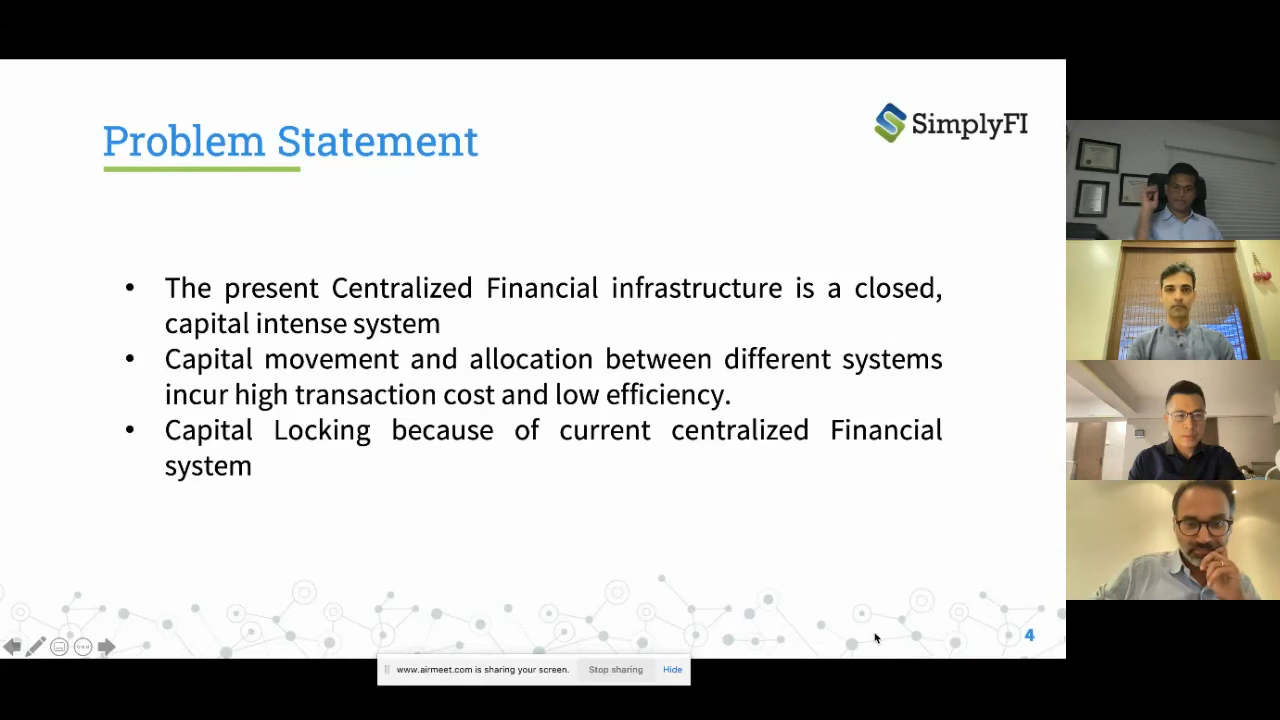 Problem Statement
SimplyFI
• The present Centralized Financial infrastructure is a closed,
capital intense system
• Capital movement and allocation between different systems
incur high transaction cost and low efficiency.
• Capital Locking because of current centralized Financial
system
4
www.airmeet.com is sharing your screen.
Stop sharing
Hide